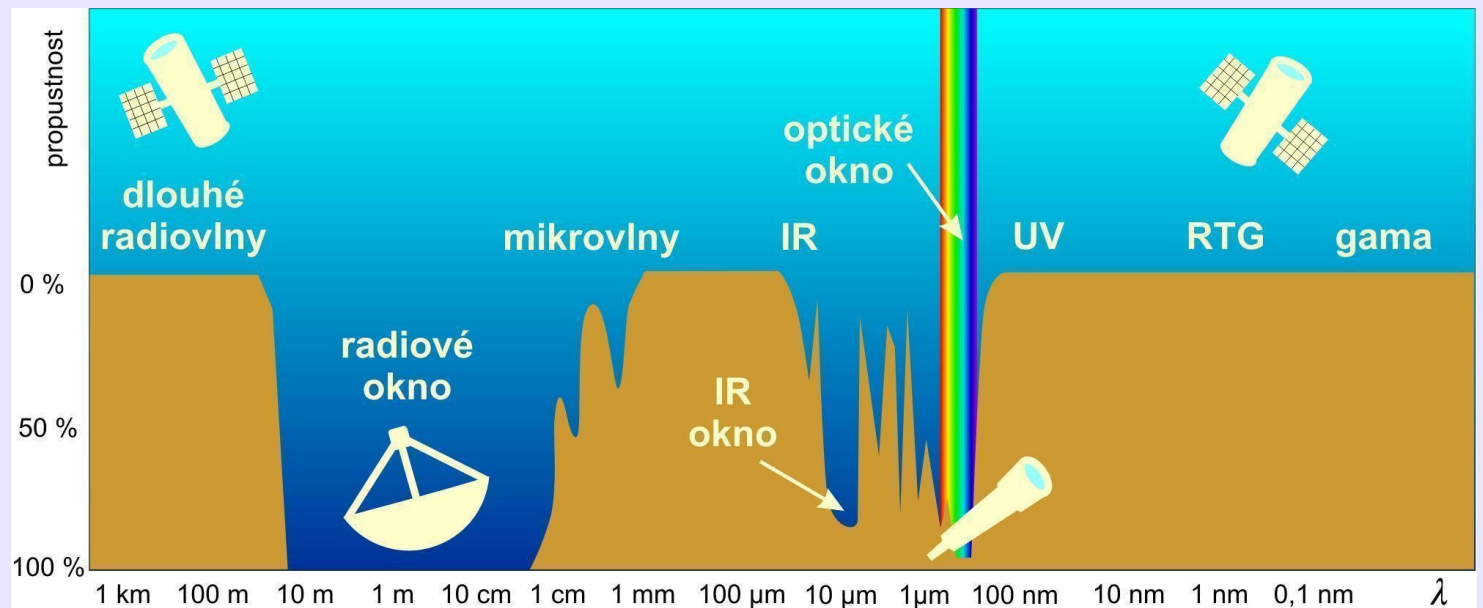 propustnost
dlouhé
radiovlny
mikrovlny
IR
optické
okno
UV
RTG
gama
0 %
radiové
okno
IR
okno
50 %
100 %
1 km 100 m 10 m 1 m 10 cm 1 cm 1 mm 100 µm 10 µm 1µm 100 nm 10 nm 1 nm 0,1 nm λ